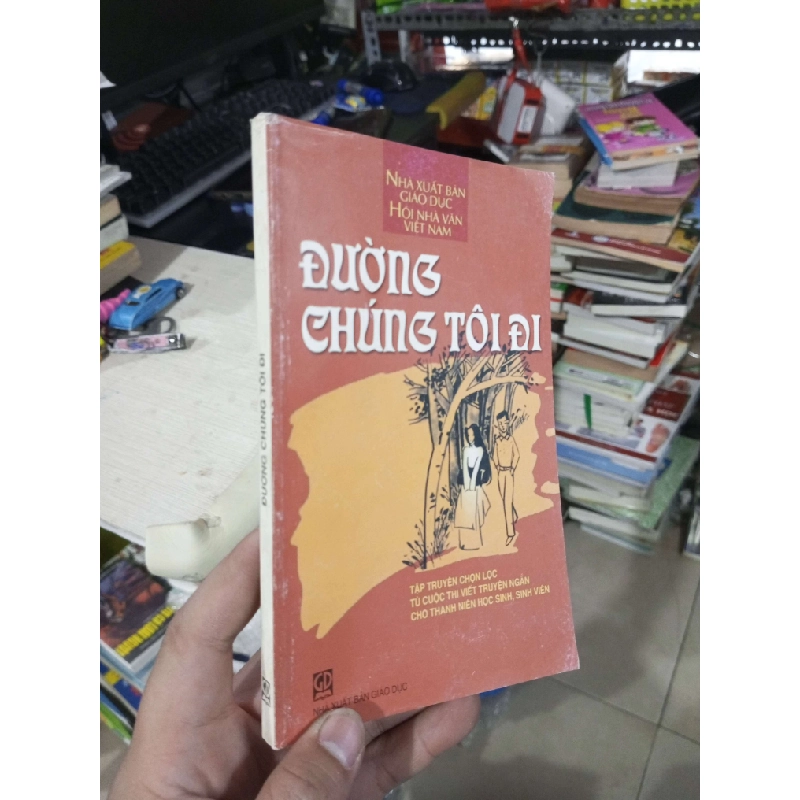 NHÀ XUẤT BẢN
GIÁO DỤC
HỘI NHÀ VĂN
VIỆT NAM
ĐƯỜNG
CHÚNG TÔI ĐI
TẬP TRUYỆN CHỌN LỌC
TỪ CUỘC THI VIẾT TRUYỆN NGẮN
CHO THANH NIÊN HỌC SINH, SINH VIÊN
GD
NHÀ XUẤT BẢN GIÁO DỤC
ĐƯỜNG CHÚNG TÔI ĐI